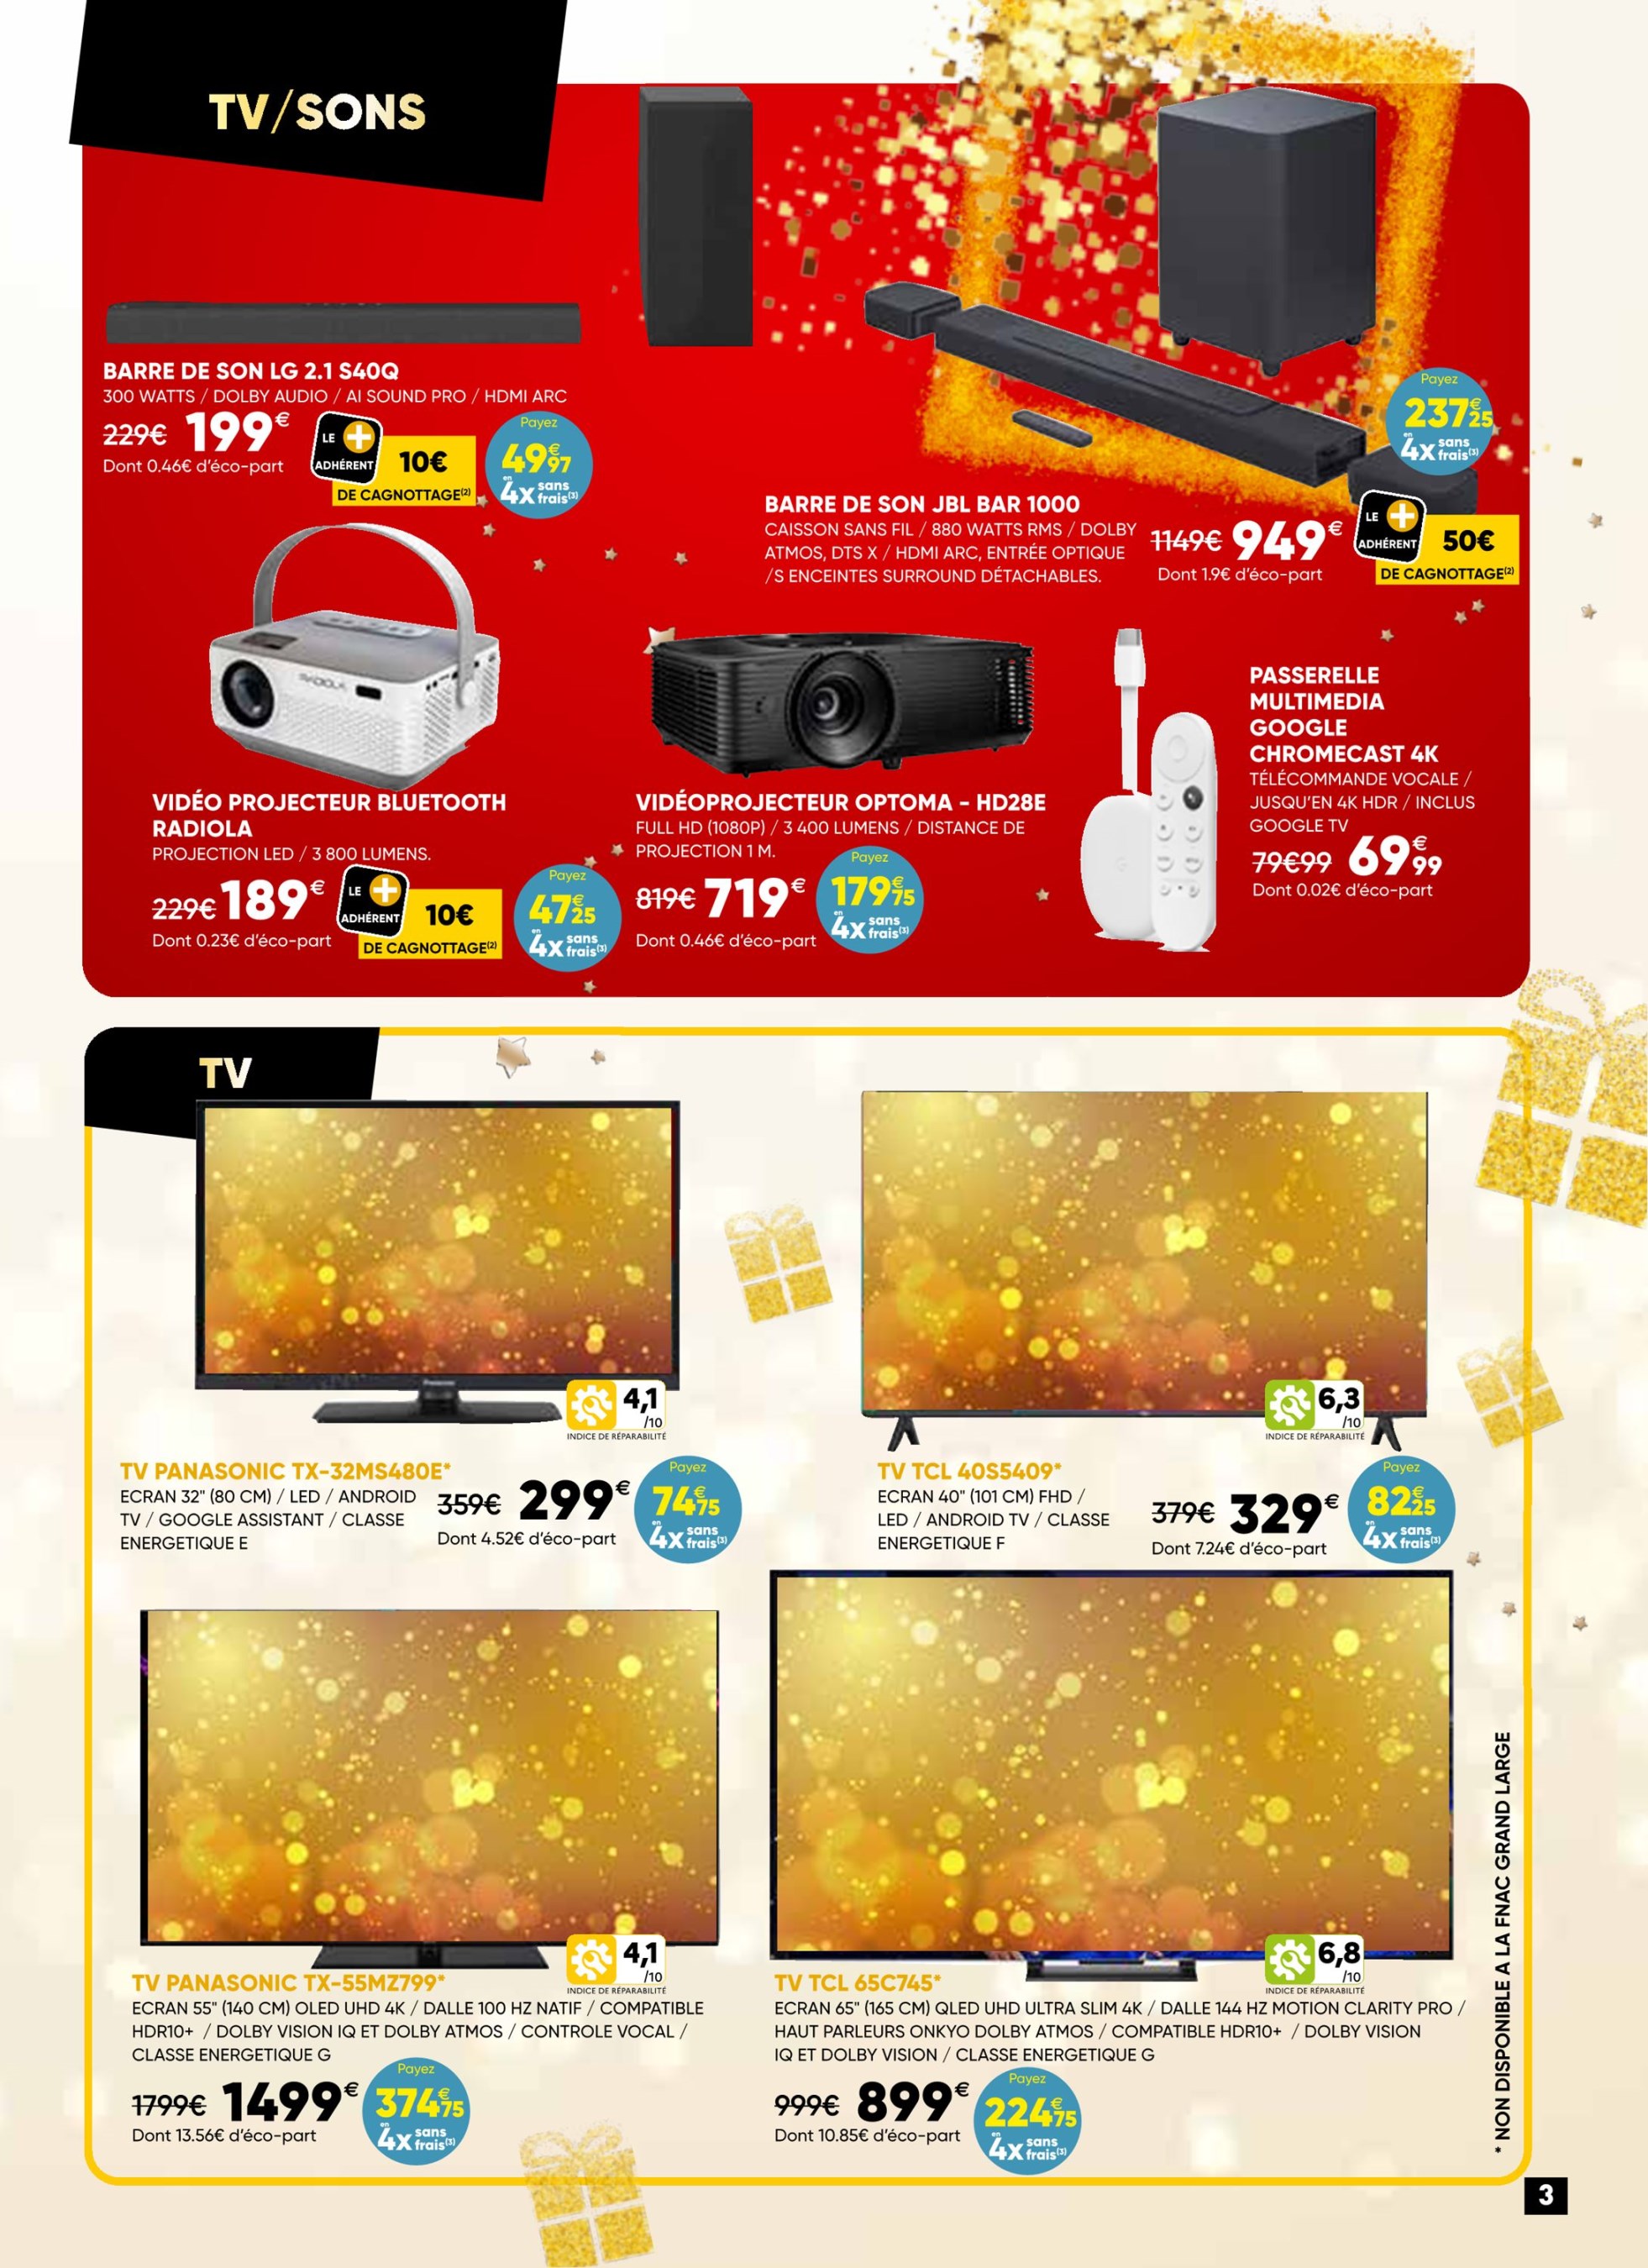 TV/SONS
BARRE DE SON LG 2.1 S40Q
300 WATTS / DOLBY AUDIO / AI SOUND PRO / HDMI ARC
229€ 199€
Dont 0.46€ d'éco-part
LE +
ADHÉRENT
10€
DE CAGNOTTAGE(2)
Payez
49€97
en 4x sans frais(3)
BARRE DE SON JBL BAR 1000
CAISSON SANS FIL / 880 WATTS RMS / DOLBY
ATMOS, DTS X / HDMI ARC, ENTRÉE OPTIQUE
/S ENCEINTES SURROUND DÉTACHABLES.
1149€ 949€
Dont 1.9€ d'éco-part
Payez
237€25
en 4x sans frais(3)
LE +
ADHÉRENT
50€
DE CAGNOTTAGE(2)
RADIOLA
VIDÉO PROJECTEUR BLUETOOTH
RADIOLA
PROJECTION LED / 3 800 LUMENS.
229€ 189€
Dont 0.23€ d'éco-part
LE +
ADHÉRENT
10€
DE CAGNOTTAGE(2)
Payez
47€25
en 4x sans frais(3)
VIDÉOPROJECTEUR OPTOMA - HD28E
FULL HD (1080P) / 3 400 LUMENS / DISTANCE DE
PROJECTION 1 M.
819€ 719€
Dont 0.46€ d'éco-part
Payez
179€75
en 4x sans frais(3)
PASSERELLE
MULTIMEDIA
GOOGLE
CHROMECAST 4K
TÉLÉCOMMANDE VOCALE /
JUSQU'EN 4K HDR / INCLUS
GOOGLE TV
79€99 69€99
Dont 0.02€ d'éco-part
TV
Panasonic
4,1
/10
INDICE DE RÉPARABILITÉ
TV PANASONIC TX-32MS480E*
ECRAN 32" (80 CM) / LED / ANDROID
TV / GOOGLE ASSISTANT / CLASSE
ENERGETIQUE E
359€ 299€
Dont 4.52€ d'éco-part
Payez
74€75
en 4x sans frais(3)
6,3
/10
INDICE DE RÉPARABILITÉ
TV TCL 40S5409*
ECRAN 40" (101 CM) FHD /
LED / ANDROID TV / CLASSE
ENERGETIQUE F
379€ 329€
Dont 7.24€ d'éco-part
Payez
82€25
en 4x sans frais(3)
4,1
/10
INDICE DE RÉPARABILITÉ
TV PANASONIC TX-55MZ799*
ECRAN 55" (140 CM) OLED UHD 4K / DALLE 100 HZ NATIF / COMPATIBLE
HDR10+ / DOLBY VISION IQ ET DOLBY ATMOS / CONTROLE VOCAL /
CLASSE ENERGETIQUE G
1799€ 1499€
Dont 13.56€ d'éco-part
Payez
374€75
en 4x sans frais(3)
6,8
/10
INDICE DE RÉPARABILITÉ
TV TCL 65C745*
ECRAN 65" (165 CM) QLED UHD ULTRA SLIM 4K / DALLE 144 HZ MOTION CLARITY PRO /
HAUT PARLEURS ONKYO DOLBY ATMOS / COMPATIBLE HDR10+ / DOLBY VISION
IQ ET DOLBY VISION / CLASSE ENERGETIQUE G
999€ 899€
Dont 10.85€ d'éco-part
Payez
224€75
en 4x sans frais(3)
* NON DISPONIBLE A LA FNAC GRAND LARGE
3